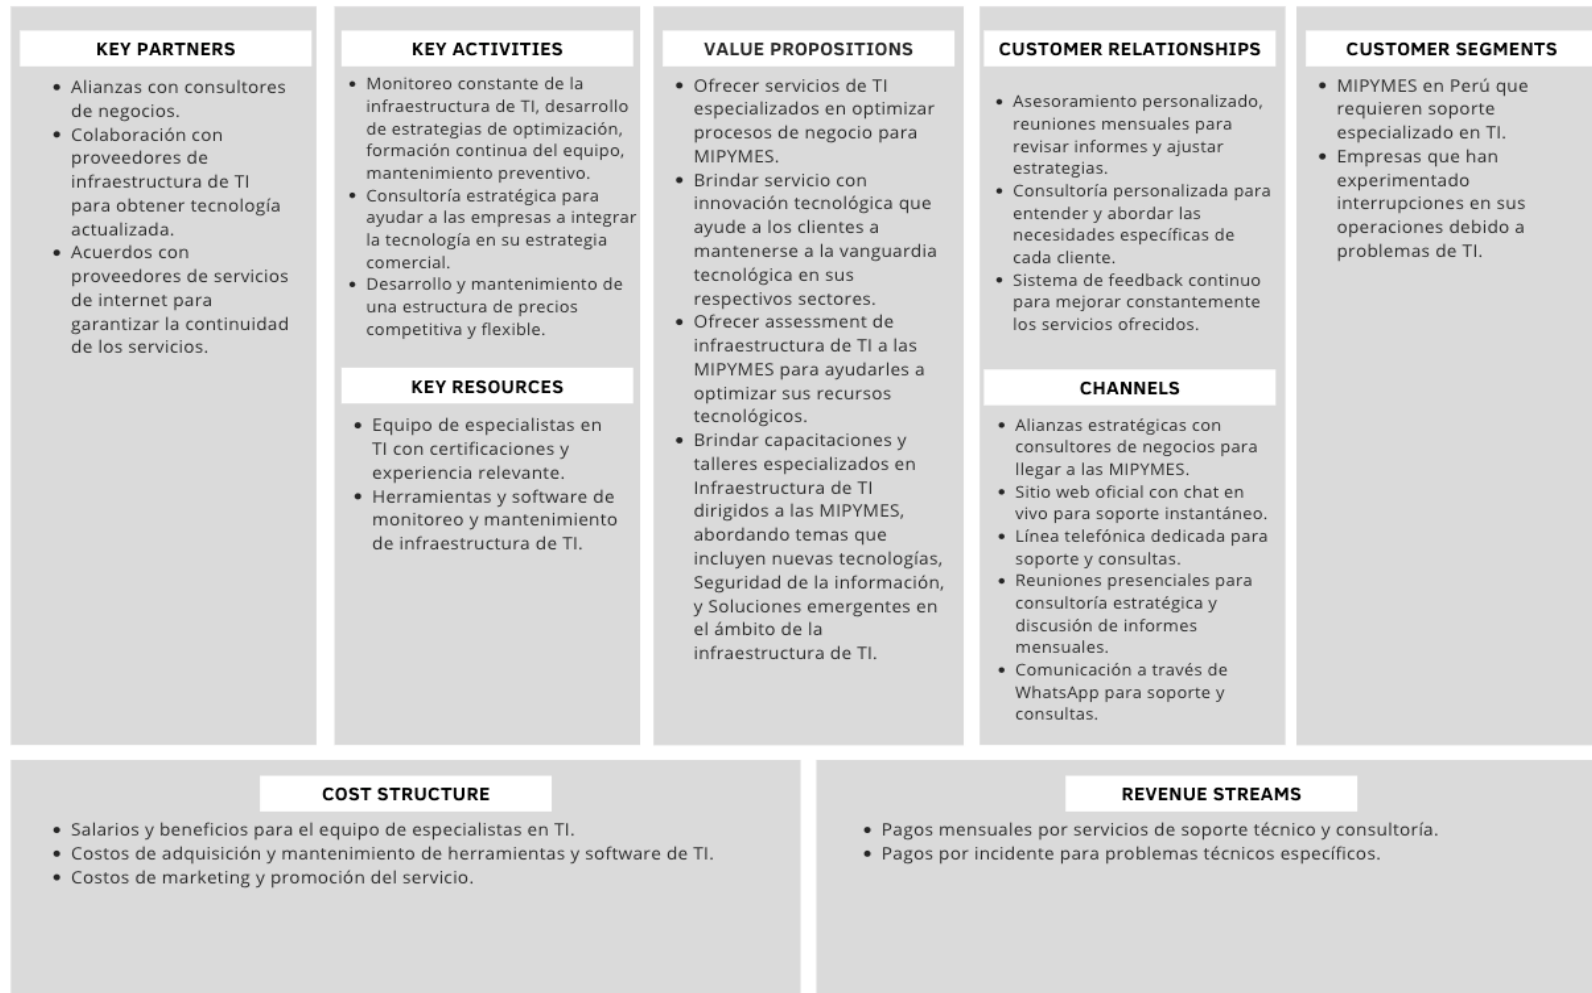 KEY PARTNERS
• Alianzas con consultores
de negocios.
• Colaboración con
proveedores de
infraestructura de TI
para obtener tecnología
actualizada.
• Acuerdos con
proveedores de servicios
de internet para
garantizar la continuidad
de los servicios.
KEY ACTIVITIES
• Monitoreo constante de la
infraestructura de TI, desarrollo
de estrategias de optimización,
formación continua del equipo,
mantenimiento preventivo.
• Consultoría estratégica para
ayudar a las empresas a integrar
la tecnología en su estrategia
comercial.
• Desarrollo y mantenimiento de
una estructura de precios
competitiva y flexible.
KEY RESOURCES
• Equipo de especialistas en
TI con certificaciones y
experiencia relevante.
• Herramientas y software de
monitoreo y mantenimiento
de infraestructura de TI.
VALUE PROPOSITIONS
• Ofrecer servicios de TI
especializados en optimizar
procesos de negocio para
MIPYMES.
• Brindar servicio con
innovación tecnológica que
ayude a los clientes a
mantenerse a la vanguardia
tecnológica en sus
respectivos sectores.
• Ofrecer assessment de
infraestructura de TI a las
MIPYMES para ayudarles a
optimizar sus recursos
tecnológicos.
• Brindar capacitaciones y
talleres especializados en
Infraestructura de TI
dirigidos a las MIPYMES,
abordando temas que
incluyen nuevas tecnologías,
Seguridad de la información,
y Soluciones emergentes en
el ámbito de la
infraestructura de TI.
CUSTOMER RELATIONSHIPS
• Asesoramiento personalizado,
reuniones mensuales para
revisar informes y ajustar
estrategias.
• Consultoría personalizada para
entender y abordar las
necesidades específicas de
cada cliente.
• Sistema de feedback continuo
para mejorar constantemente
los servicios ofrecidos.
CHANNELS
• Alianzas estratégicas con
consultores de negocios para
llegar a las MIPYMES.
• Sitio web oficial con chat en
vivo para soporte instantáneo.
• Línea telefónica dedicada para
soporte y consultas.
• Reuniones presenciales para
consultoría estratégica y
discusión de informes
mensuales.
• Comunicación a través de
WhatsApp para soporte y
consultas.
CUSTOMER SEGMENTS
• MIPYMES en Perú que
requieren soporte
especializado en TI.
• Empresas que han
experimentado
interrupciones en sus
operaciones debido a
problemas de TI.
COST STRUCTURE
• Salarios y beneficios para el equipo de especialistas en TI.
• Costos de adquisición y mantenimiento de herramientas y software de TI.
• Costos de marketing y promoción del servicio.
REVENUE STREAMS
• Pagos mensuales por servicios de soporte técnico y consultoría.
• Pagos por incidente para problemas técnicos específicos.